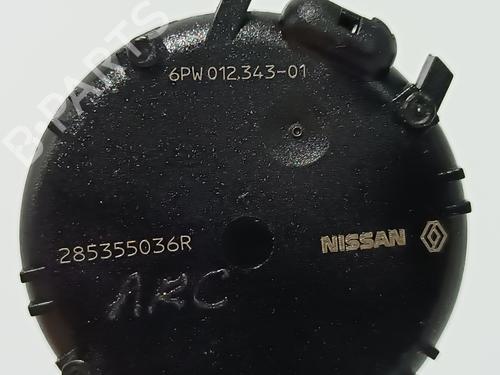 6PW 012.343-01
285355036R
NISSAN
ARC
B-PARTS